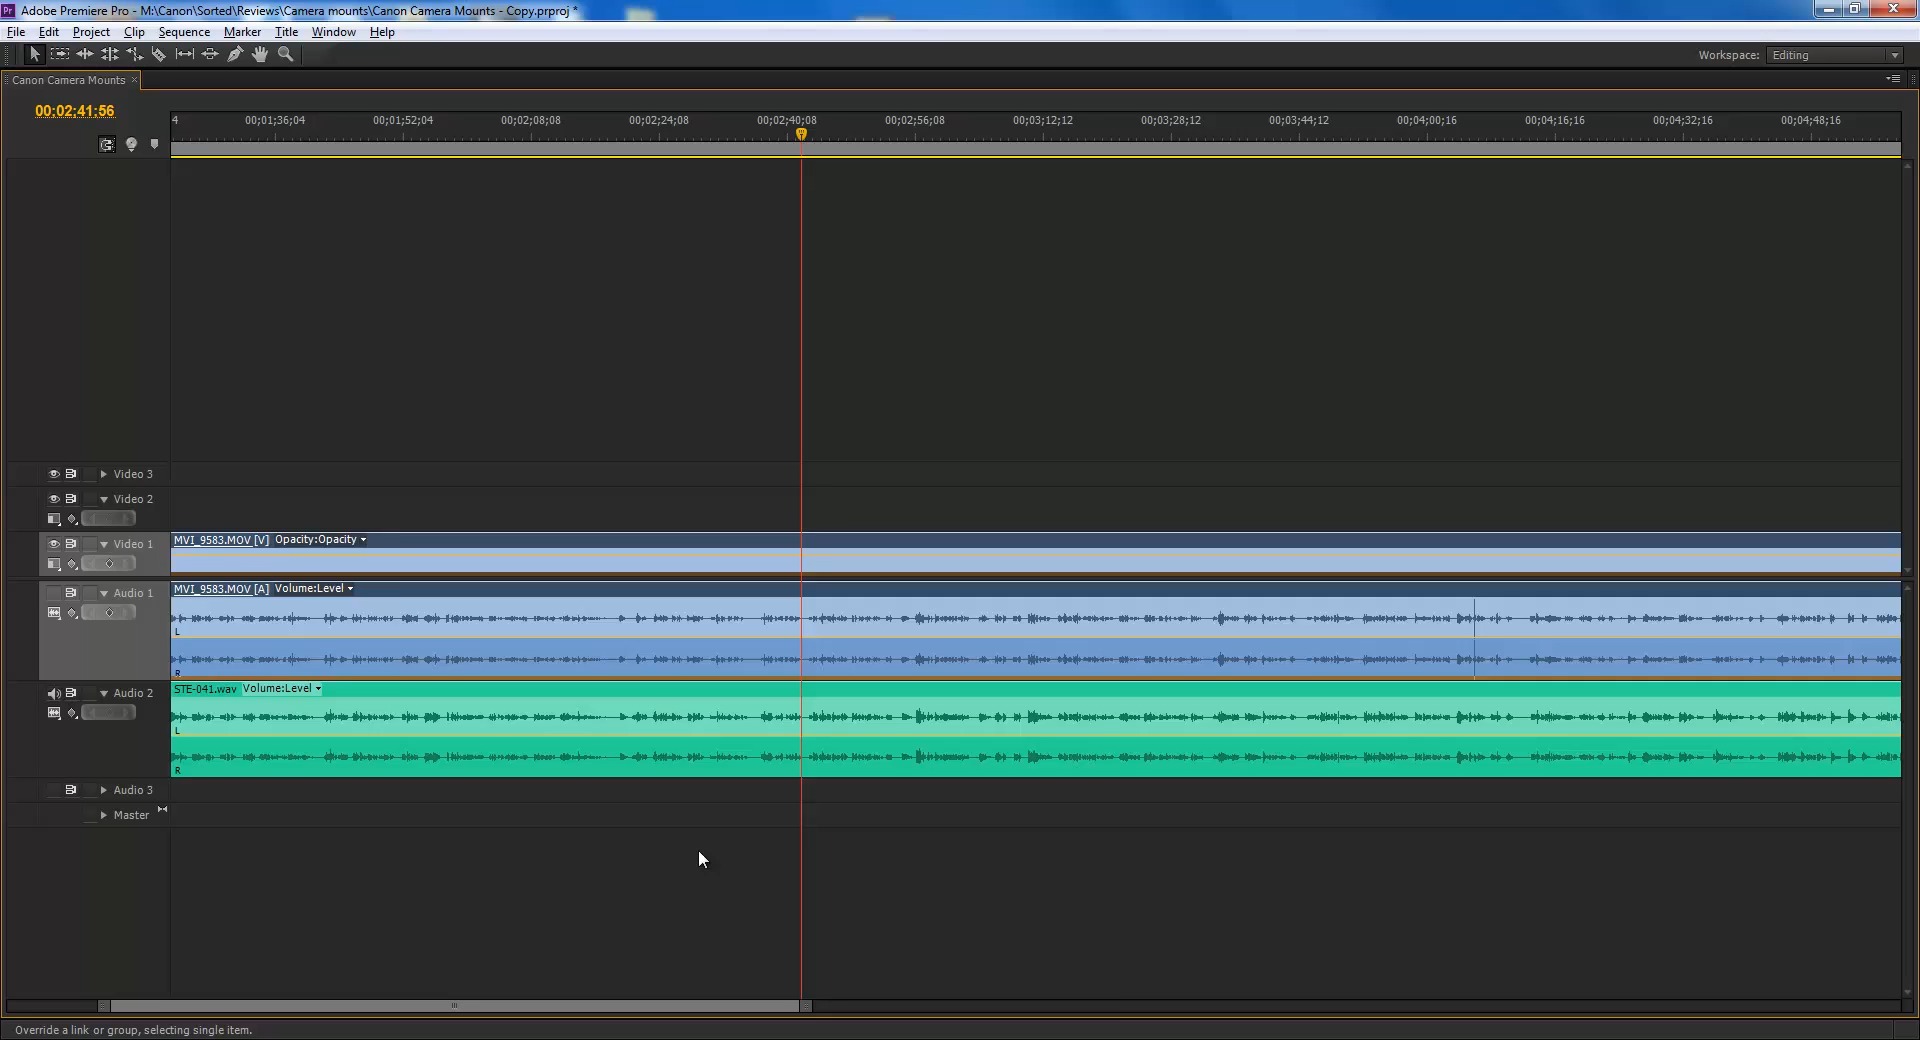 Pr Adobe Premiere Pro - M:\Canon\Sorted\Reviews\Camera mounts\Canon Camera Mounts - Copy.prproj *
File Edit Project Clip Sequence Marker Title Window Help
Workspace: Editing
Canon Camera Mounts
00;02;41;56
4 00;01;36;04 00;01;52;04 00;02;08;08 00;02;24;08 00;02;40;08 00;02;56;08 00;03;12;12 00;03;28;12 00;03;44;12 00;04;00;16 00;04;16;16 00;04;32;16 00;04;48;16
Video 3
Video 2
Video 1 MVI_9583.MOV [V] Opacity:Opacity
Audio 1 MVI_9583.MOV [A] Volume:Level
L
R
Audio 2 STE-041.wav Volume:Level
L
R
Audio 3
Master
Override a link or group, selecting single item.